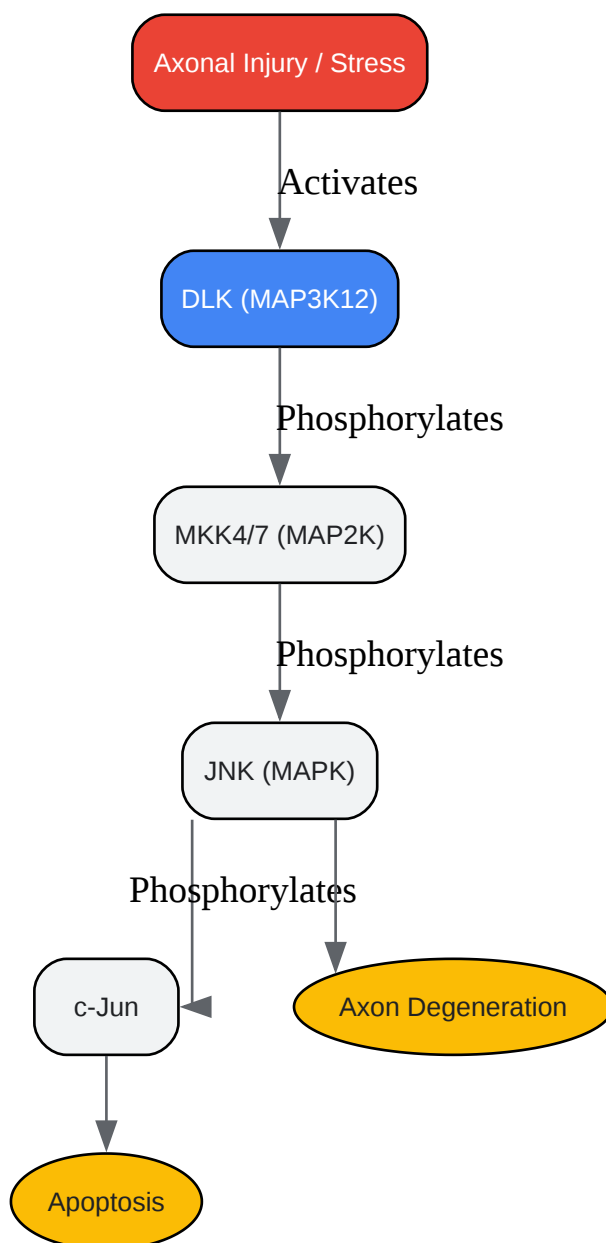 Axonal Injury / Stress
Activates
DLK (MAP3K12)
Phosphorylates
MKK4/7 (MAP2K)
Phosphorylates
JNK (MAPK)
Phosphorylates
c-Jun
Axon Degeneration
Apoptosis